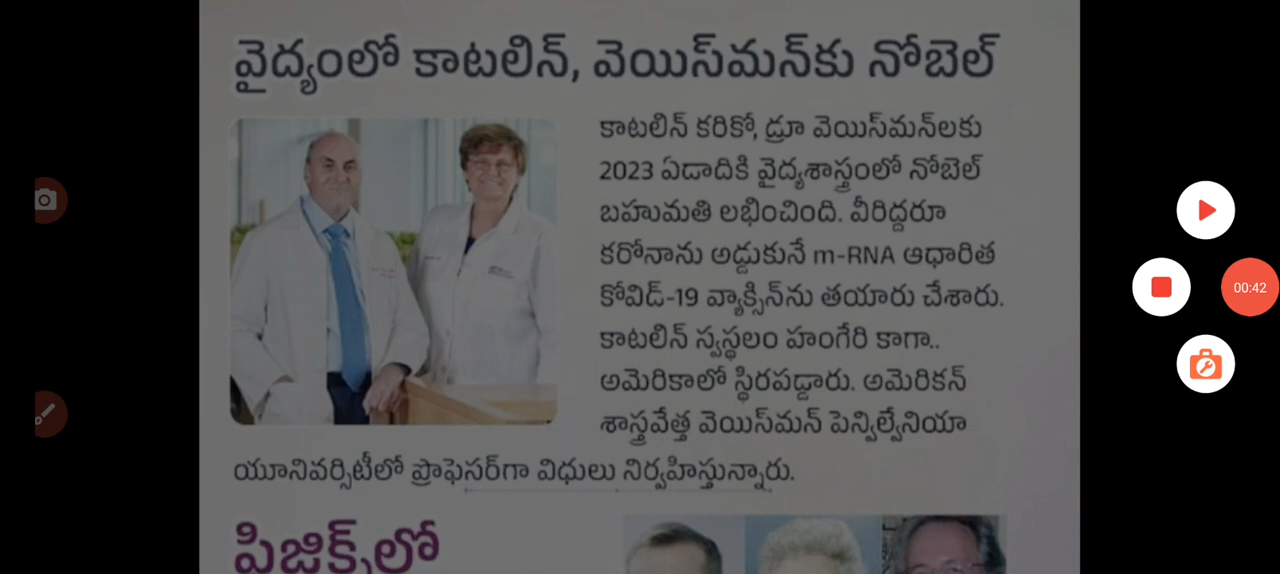 వైద్యంలో కాటలిన్, వెయిస్‌మన్‌కు నోబెల్
కాటలిన్ కరికో, డ్రూ వెయిస్‌మన్‌లకు
2023 ఏడాదికి వైద్యశాస్త్రంలో నోబెల్
బహుమతి లభించింది. వీరిద్దరూ
కరోనాను అడ్డుకునే m-RNA ఆధారిత
కోవిడ్-19 వ్యాక్సిన్‌ను తయారు చేశారు.
కాటలిన్ స్వస్థలం హంగేరి కాగా..
అమెరికాలో స్థిరపడ్డారు. అమెరికన్
శాస్త్రవేత్త వెయిస్‌మన్ పెన్విల్వేనియా
యూనివర్సిటీలో ప్రొఫెసర్‌గా విధులు నిర్వహిస్తున్నారు.
ఫిజిక్స్‌లో
00:42